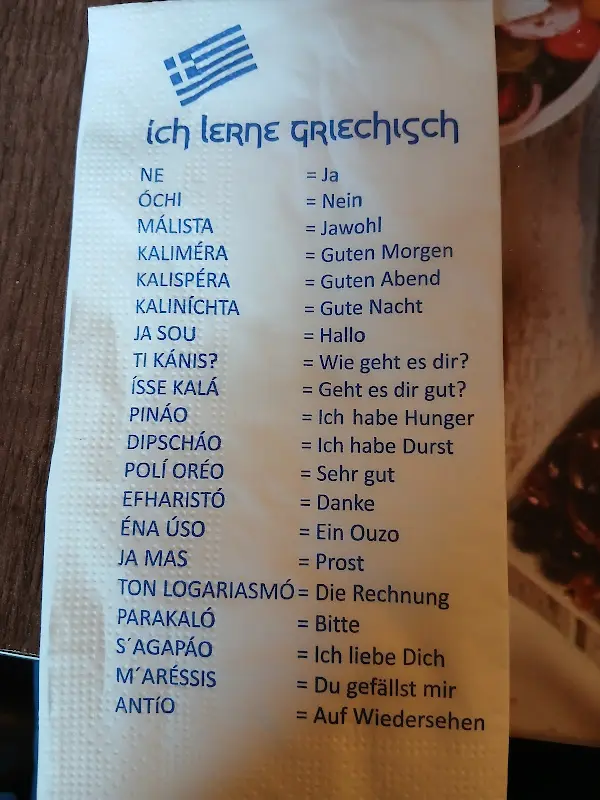 ich lerne griechisch
NE = Ja
ÓCHI = Nein
MÁLISTA = Jawohl
KALIMÉRA = Guten Morgen
KALISPÉRA = Guten Abend
KALINÍCHTA = Gute Nacht
JA SOU = Hallo
TI KÁNIS? = Wie geht es dir?
ÍSSE KALÁ = Geht es dir gut?
PINÁO = Ich habe Hunger
DIPSCHÁO = Ich habe Durst
POLÍ ORÉO = Sehr gut
EFHARISTÓ = Danke
ÉNA ÚSO = Ein Ouzo
JA MAS = Prost
TON LOGARIASMÓ = Die Rechnung
PARAKALÓ = Bitte
S´AGAPÁO = Ich liebe Dich
M´ARÉSSIS = Du gefällst mir
ANTíO = Auf Wiedersehen